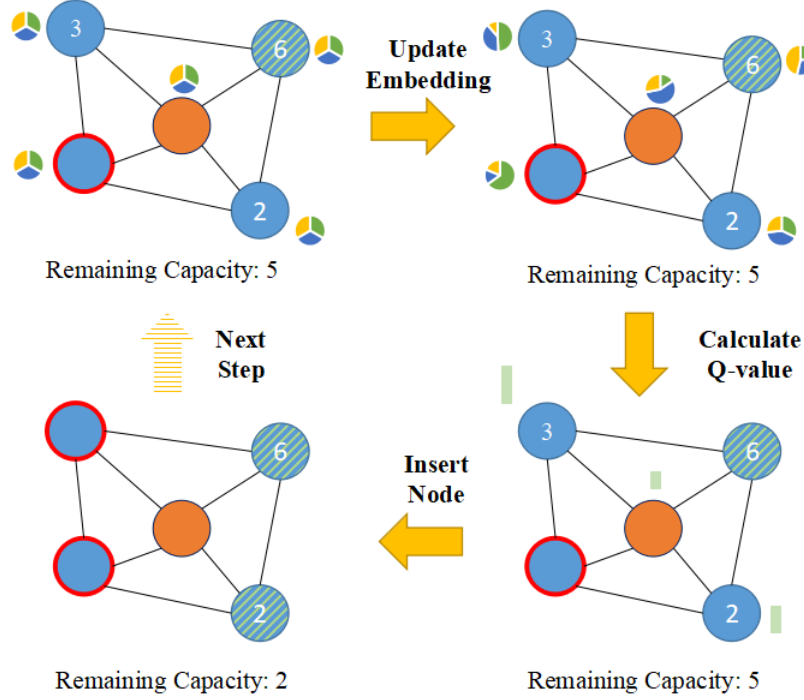 3
6
2
Remaining Capacity: 5
Update
Embedding
3
6
2
Remaining Capacity: 5
Calculate
Q-value
3
6
2
Remaining Capacity: 5
Insert
Node
6
2
Remaining Capacity: 2
Next
Step